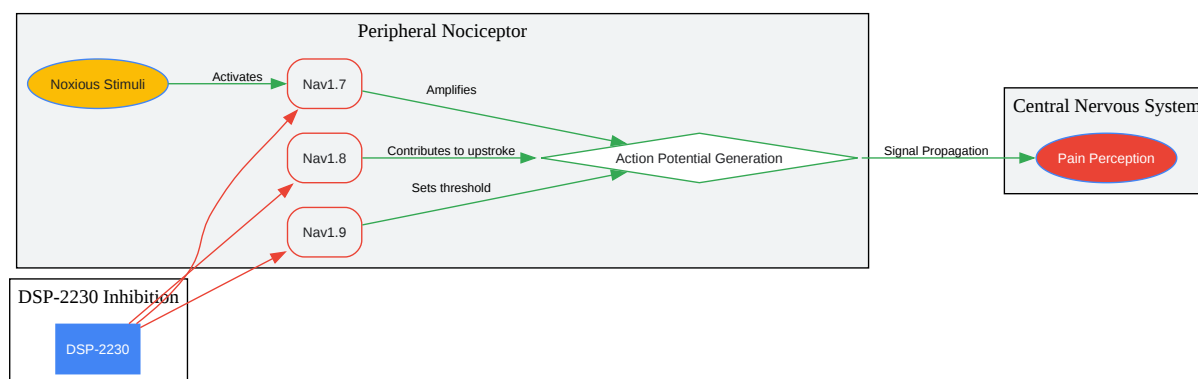 Peripheral Nociceptor
Noxious Stimuli
Activates
Nav1.7
Amplifies
Nav1.8
Contributes to upstroke
Action Potential Generation
Signal Propagation
Nav1.9
Sets threshold
Central Nervous System
Pain Perception
DSP-2230 Inhibition
DSP-2230